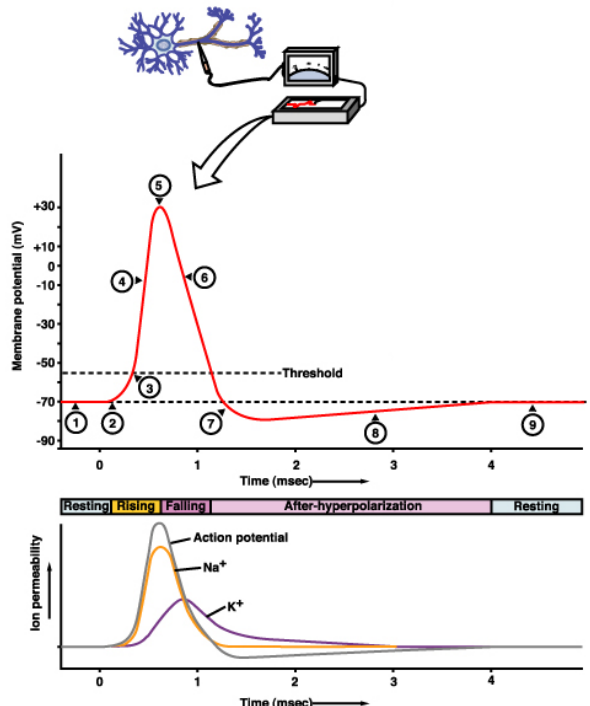 5
+30
4
6
+10
0
-10
-30
-50
-70
-90
Membrane potential (mV)
Threshold
3
1
2
7
8
9
0 1 2 3 4
Time (msec)
Resting Rising Falling After-hyperpolarization Resting
Ion permeability
Action potential
Na+
K+
0 1 2 3 4
Time (msec)